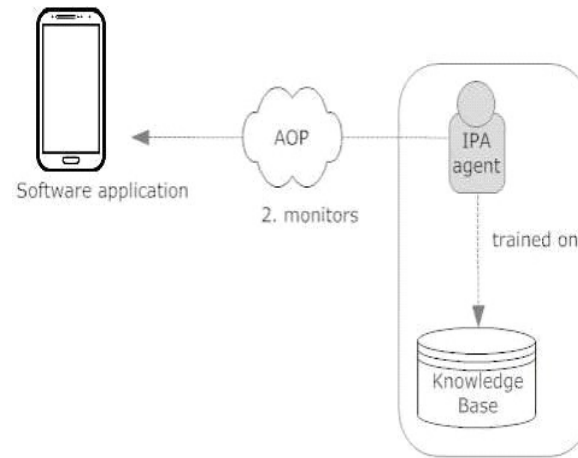 AOP
IPA
agent
Software application
2. monitors
trained on
Knowledge
Base